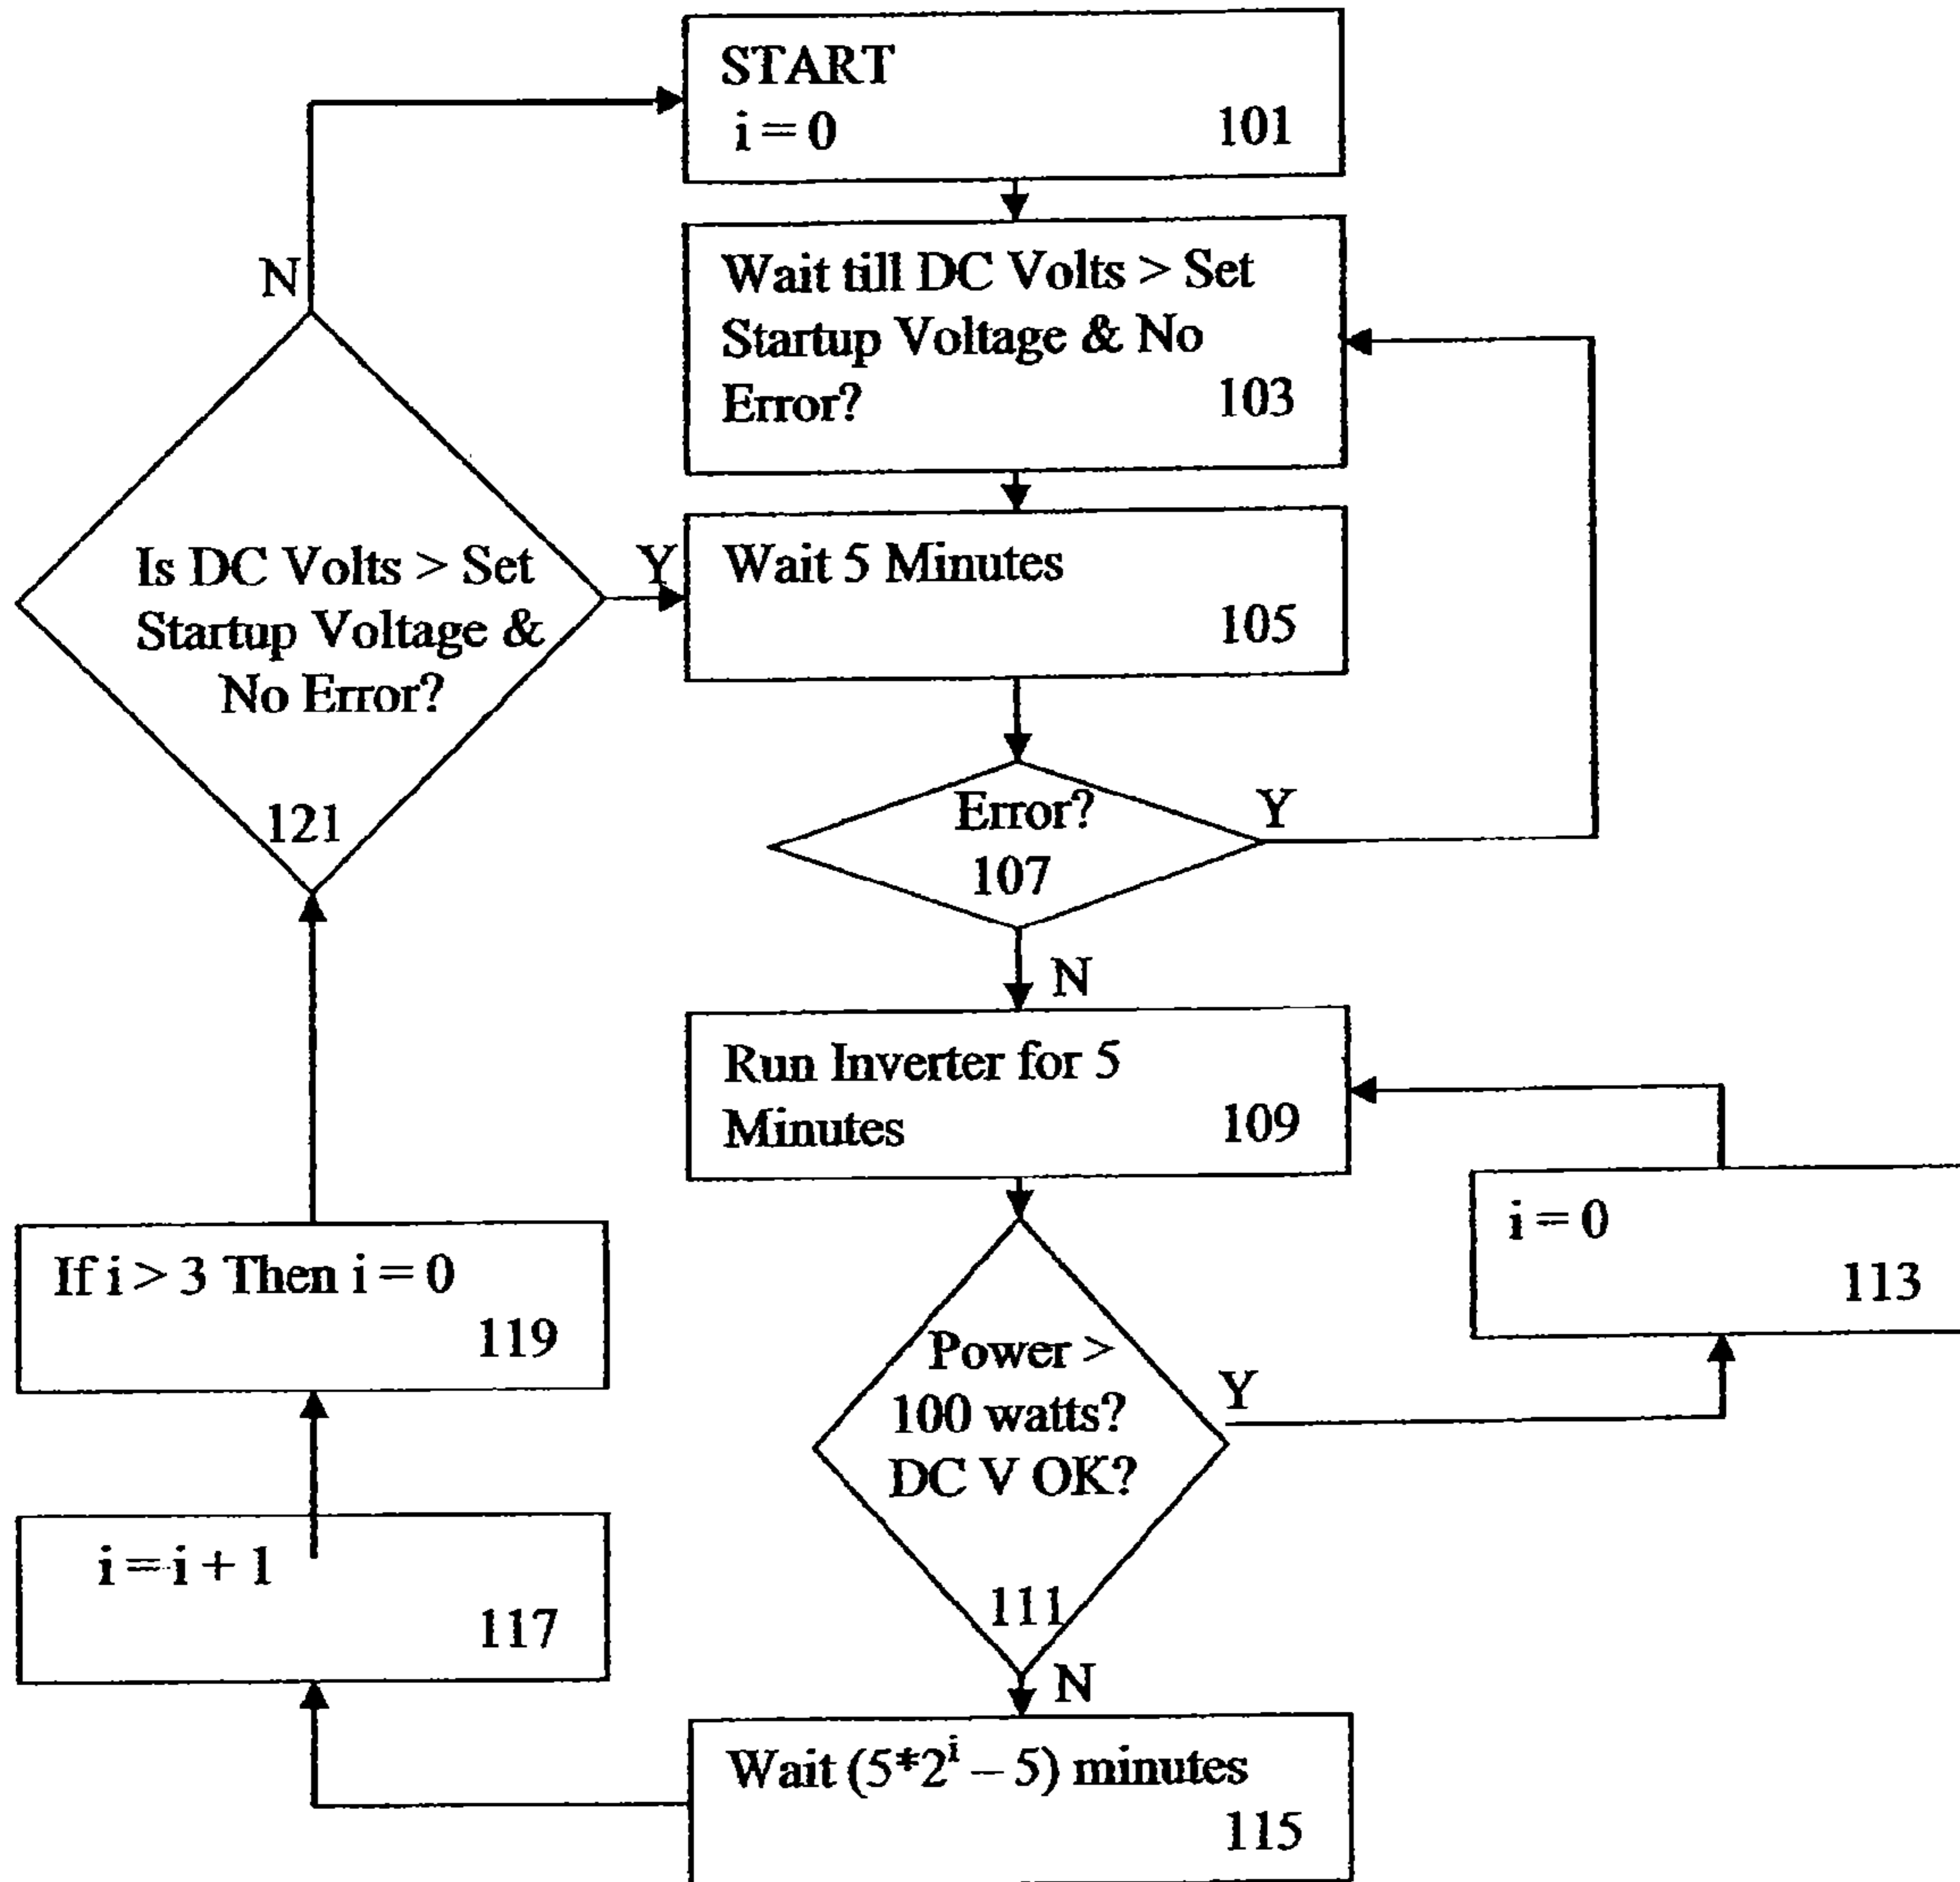 START
i = 0
101
Wait till DC Volts > Set
Startup Voltage & No
Error?
103
N
Is DC Volts > Set
Startup Voltage &
No Error?
121
Y
Wait 5 Minutes
105
Error?
107
Y
N
Run Inverter for 5
Minutes
109
i = 0
113
Power >
100 watts?
DC V OK?
111
Y
N
If i > 3 Then i = 0
119
i = i + 1
117
Wait (5*2^i – 5) minutes
115